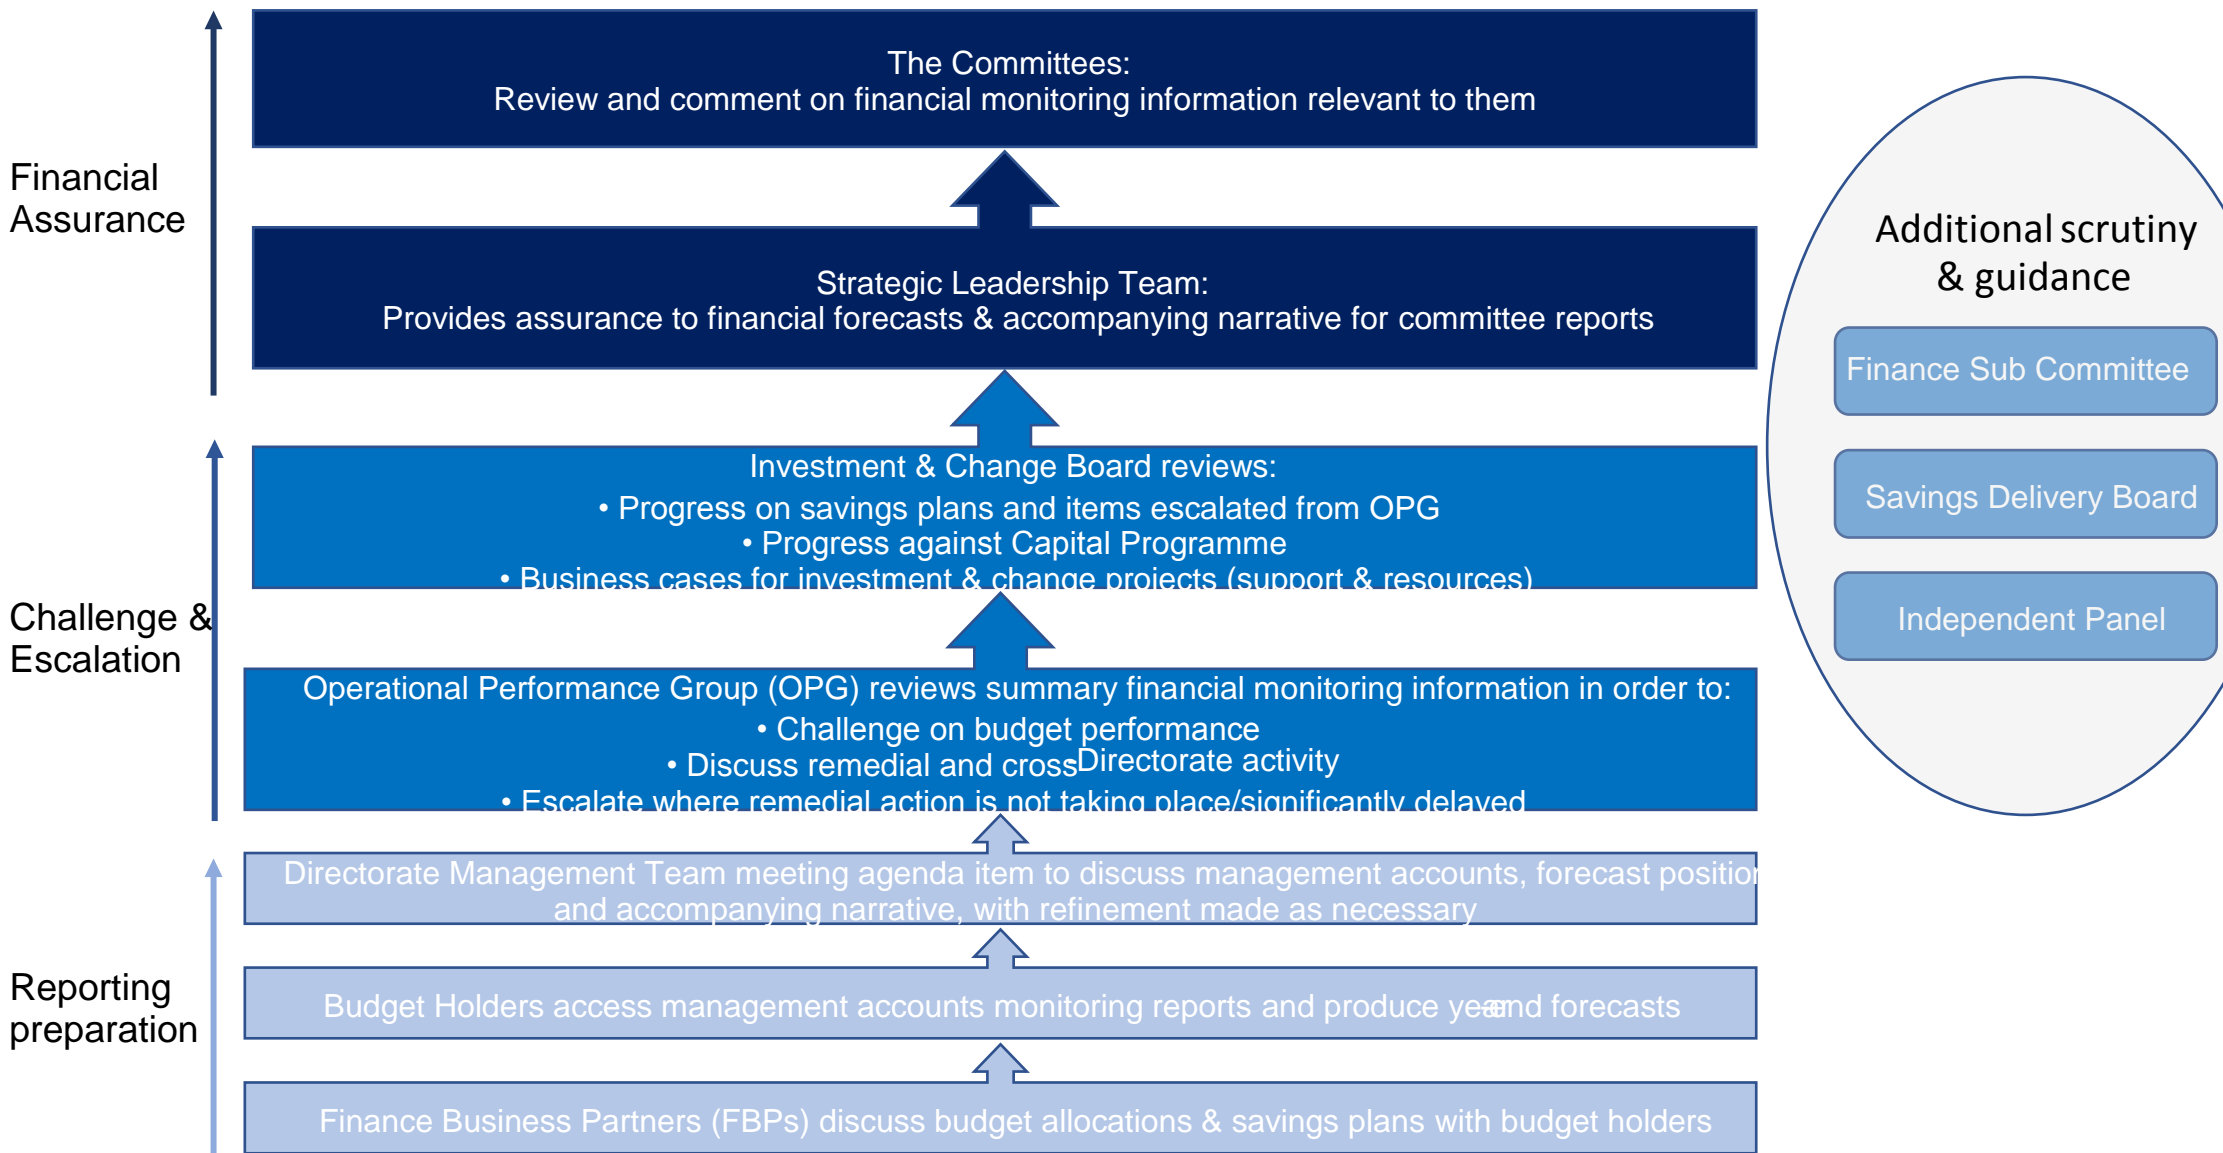 The Committees:
Review and comment on financial monitoring information relevant to them
Financial
Assurance
Strategic Leadership Team:
Provides assurance to financial forecasts & accompanying narrative for committee reports
Investment & Change Board reviews:
• Progress on savings plans and items escalated from OPG
• Progress against Capital Programme
• Business cases for investment & change projects (support & resources)
Challenge &
Escalation
Operational Performance Group (OPG) reviews summary financial monitoring information in order to:
• Challenge on budget performance
• Discuss remedial and cross-Directorate activity
• Escalate where remedial action is not taking place/significantly delayed
Directorate Management Team meeting agenda item to discuss management accounts, forecast position
and accompanying narrative, with refinement made as necessary
Reporting
preparation
Budget Holders access management accounts monitoring reports and produce year-end forecasts
Finance Business Partners (FBPs) discuss budget allocations & savings plans with budget holders
Additional scrutiny
& guidance
Finance Sub Committee
Savings Delivery Board
Independent Panel